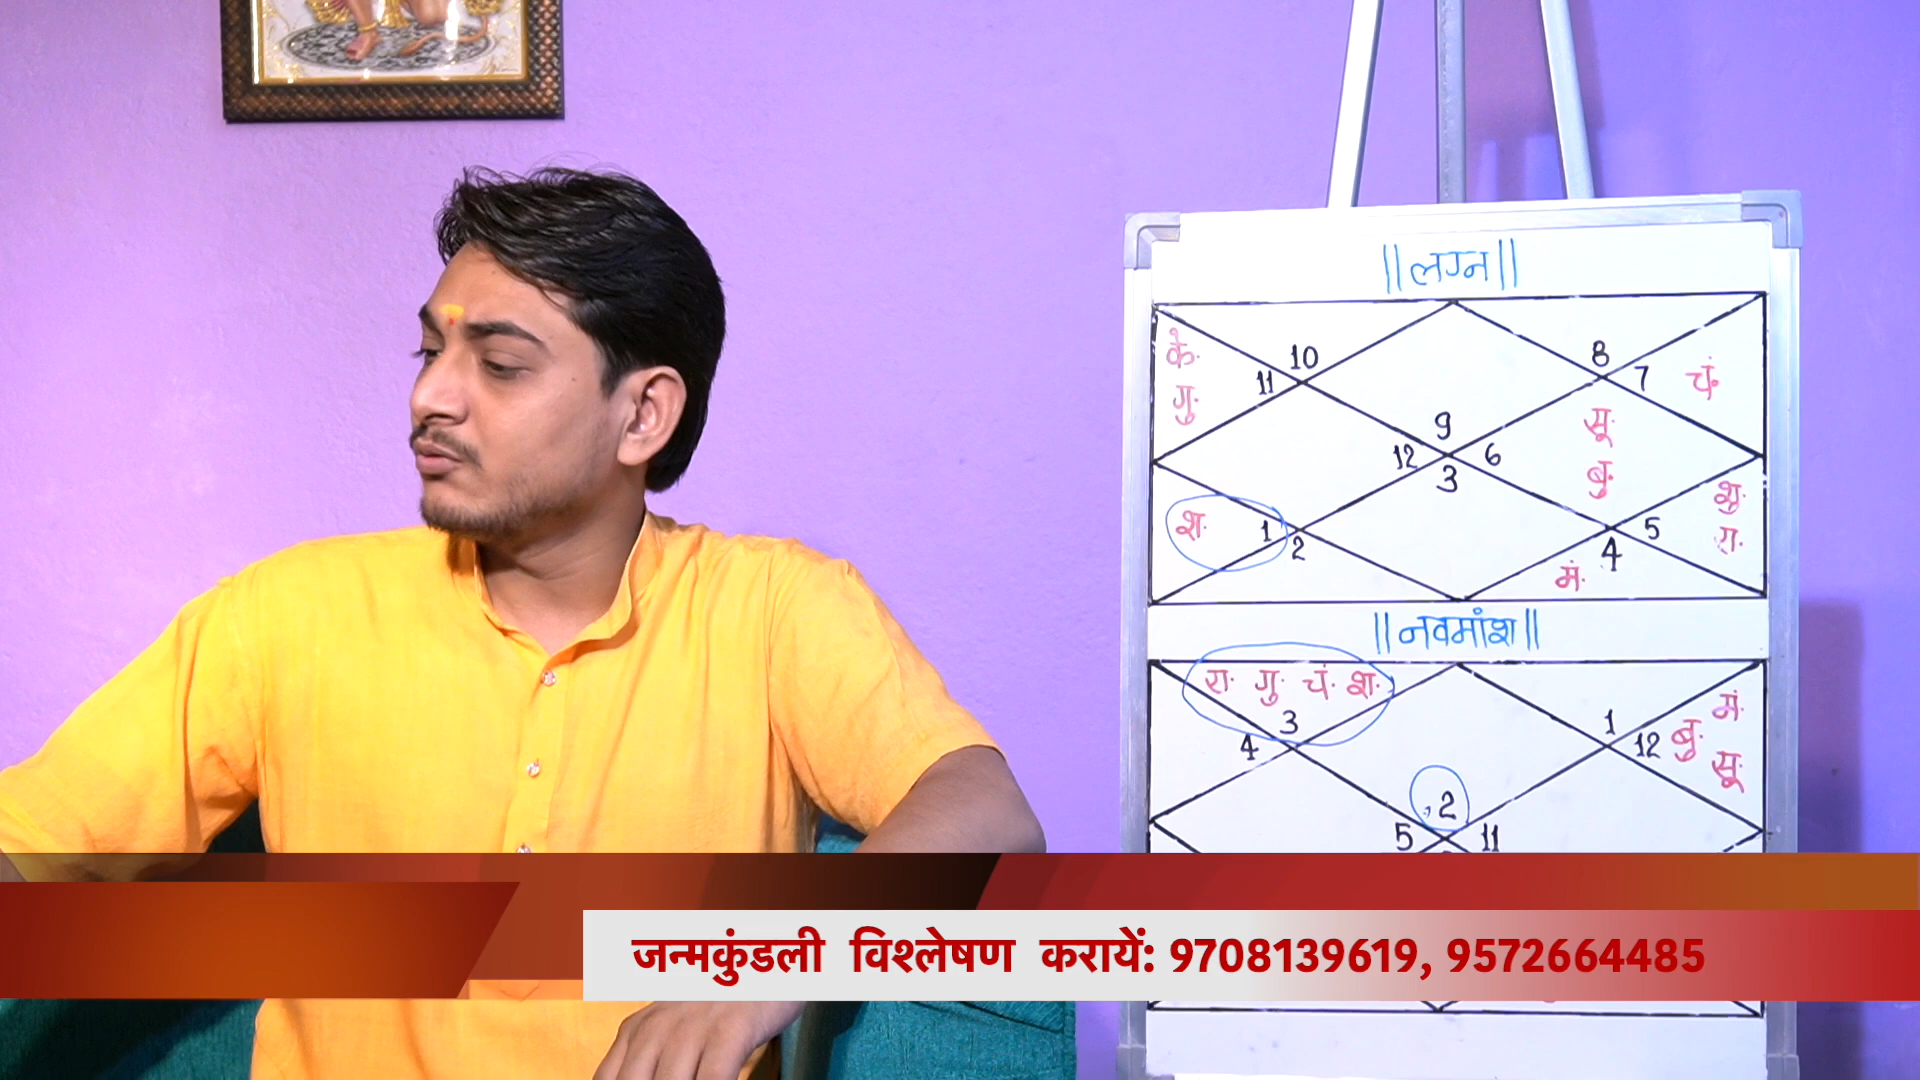 ||लग्न||
के.
गु.
10
11
8
7
चं.
9
12
6
3
सू.
बु.
श.
1
2
शु.
रा.
5
4
मं.
||नवमांश||
रा. गु. चं. श.
3
4
1
12
बु.
मं.
सू.
2
5
11
जन्मकुंडली विश्लेषण करायें: 9708139619, 9572664485